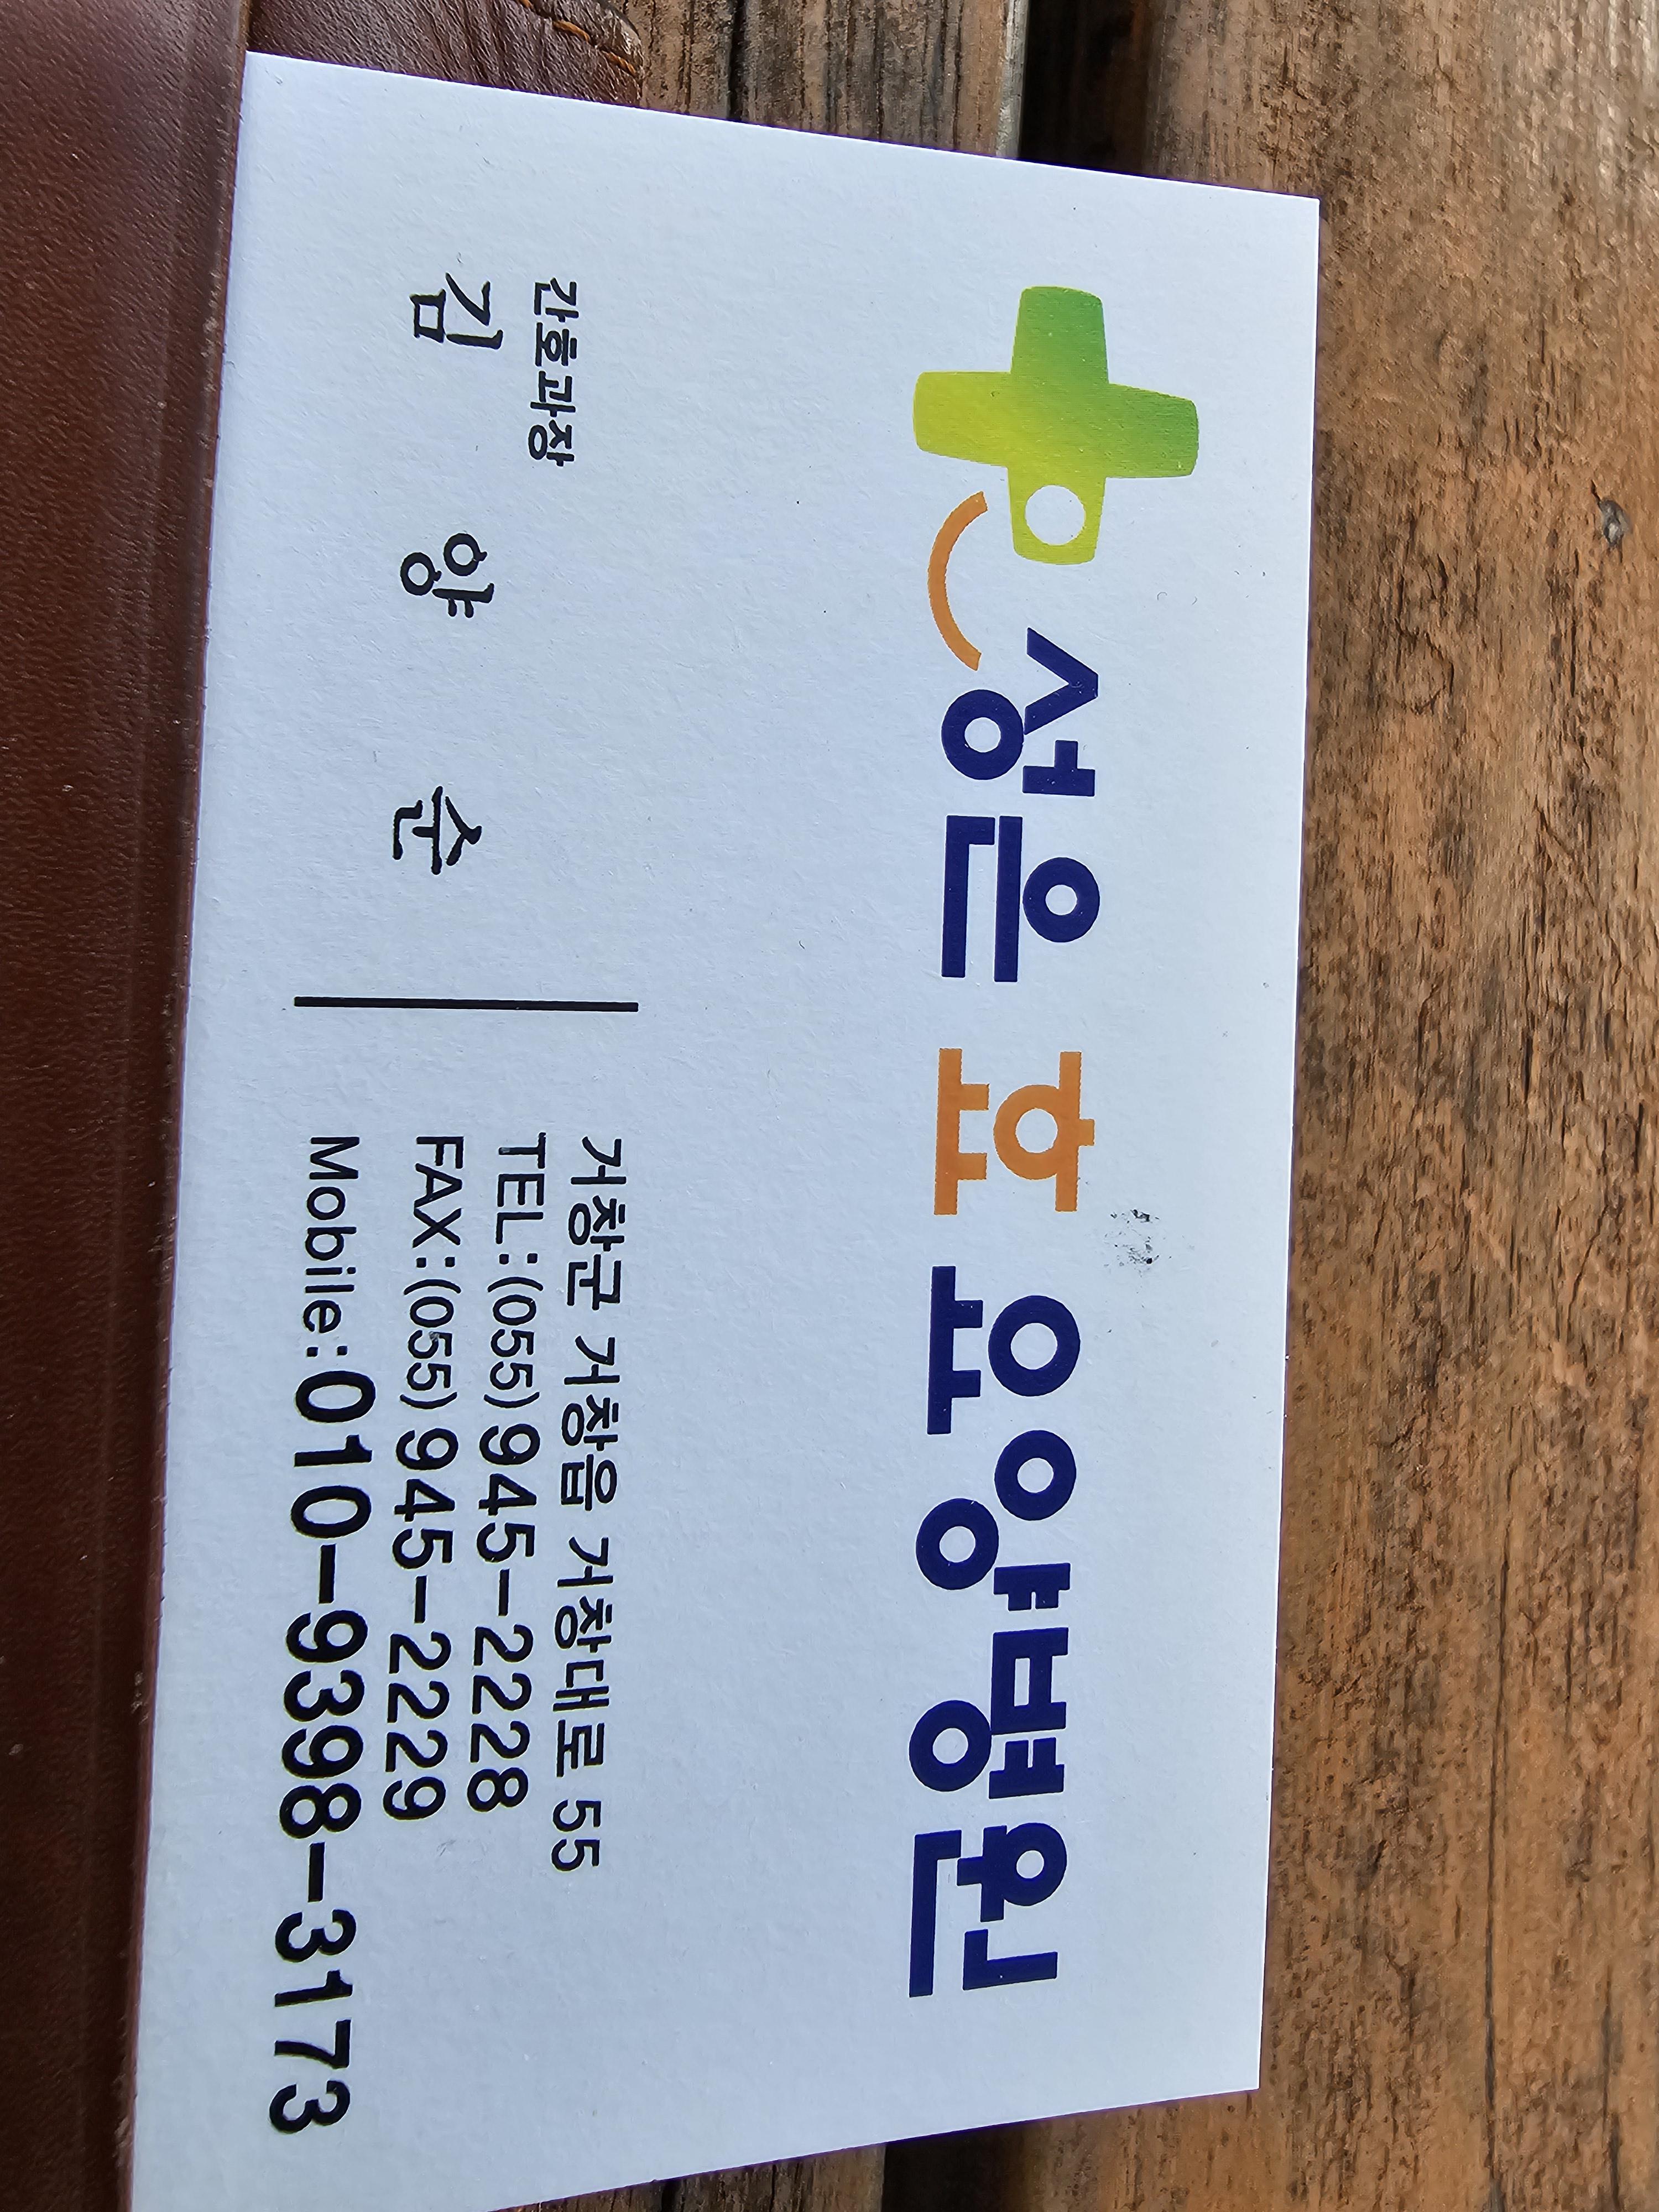 성은 효 요양병원
간호과장
김 양 순
거창군 거창읍 거창대로 55
TEL:(055)945-2228
FAX:(055)945-2229
Mobile:010-9398-3173